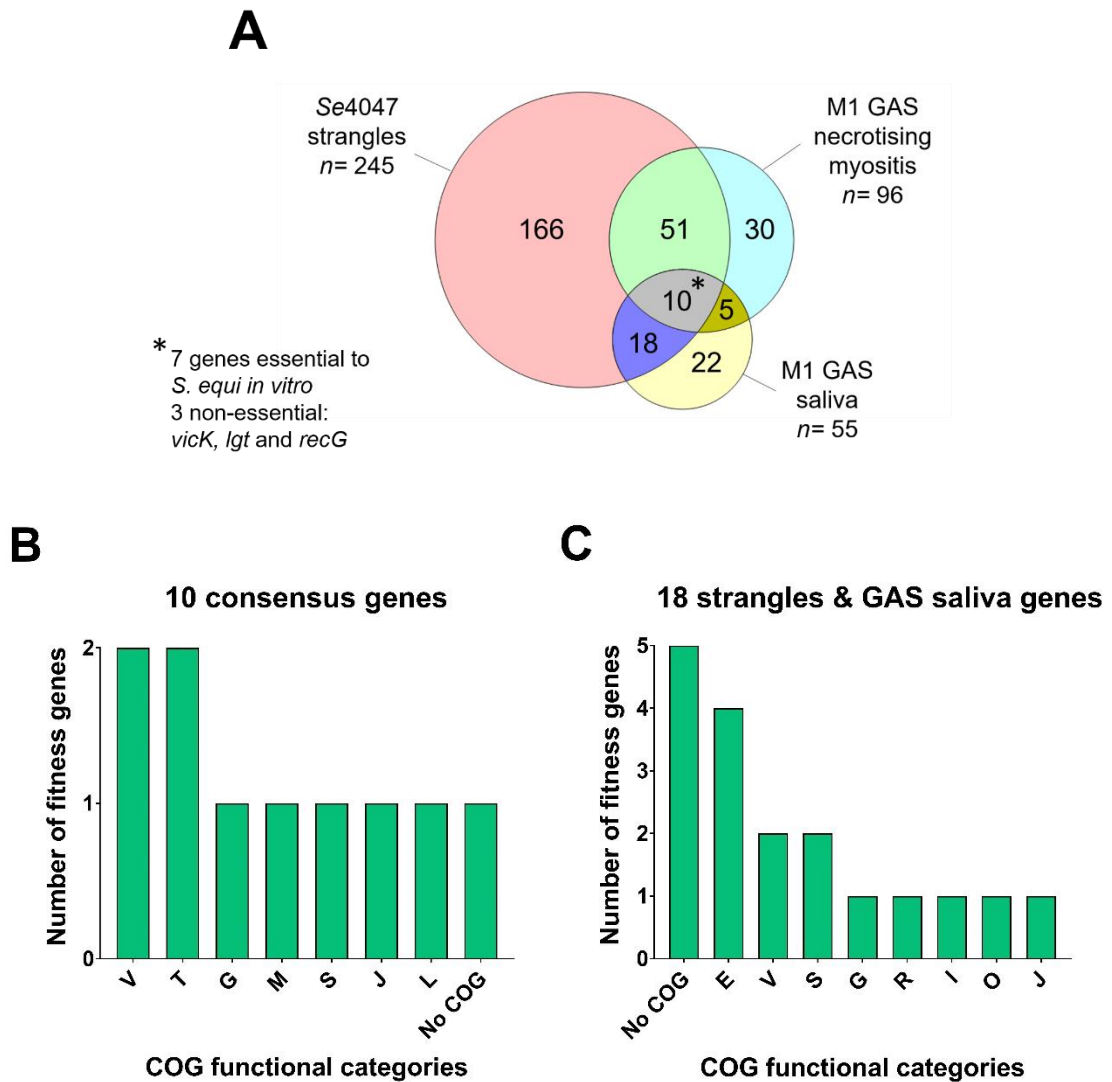 A
Se4047
strangles
n= 245
M1 GAS
necrotising
myositis
n= 96
166
51
30
10*
5
18
22
* 7 genes essential to
S. equi in vitro
3 non-essential:
vicK, lgt and recG
M1 GAS
saliva
n= 55
B
10 consensus genes
Number of fitness genes
2
1
0
V
T
G
M
S
J
L
No COG
COG functional categories
C
18 strangles & GAS saliva genes
Number of fitness genes
5
4
3
2
1
0
No COG
E
V
S
G
R
I
O
J
COG functional categories